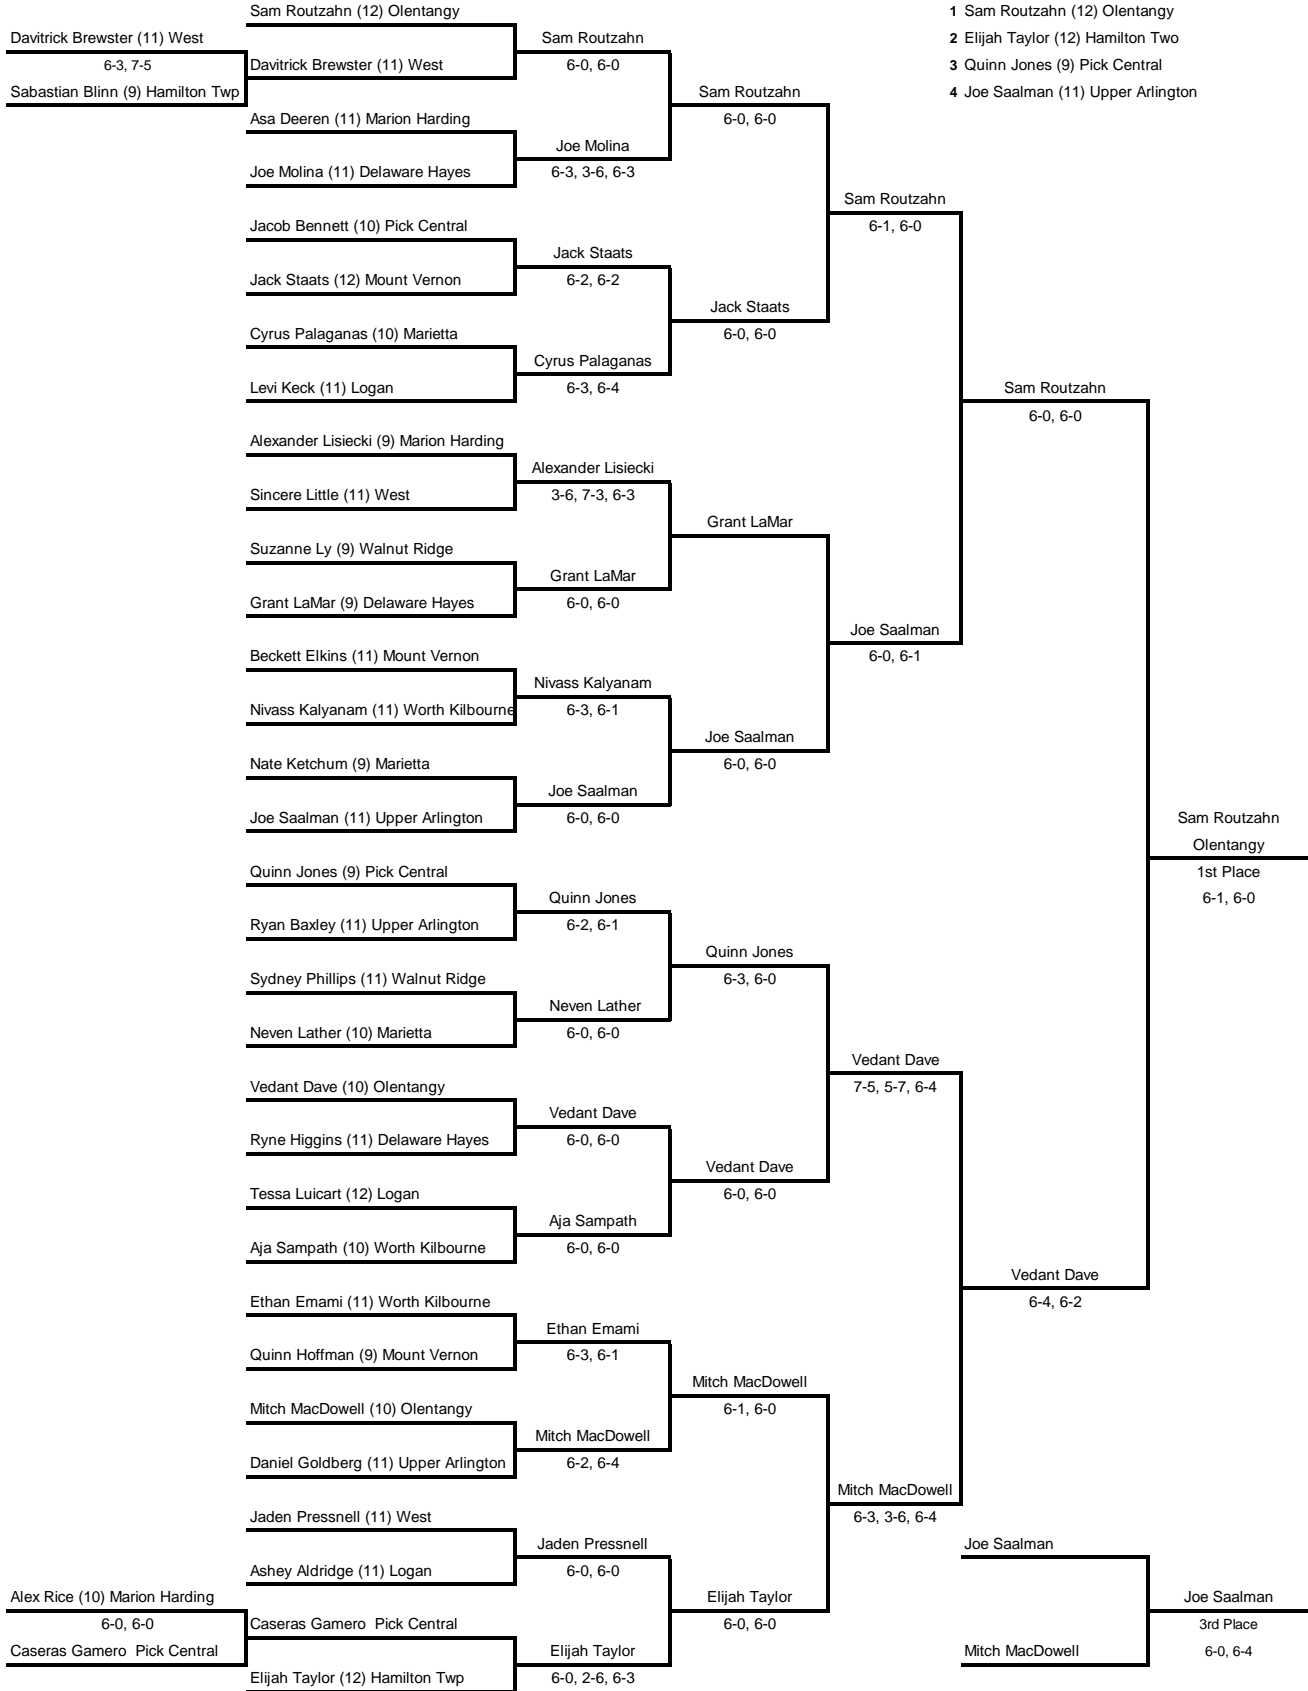 Sam Routzahn (12) Olentangy
1 Sam Routzahn (12) Olentangy
Davitrick Brewster (11) West
Sam Routzahn
2 Elijah Taylor (12) Hamilton Two
6-3, 7-5
Davitrick Brewster (11) West
6-0, 6-0
3 Quinn Jones (9) Pick Central
Sabastian Blinn (9) Hamilton Twp
Sam Routzahn
4 Joe Saalman (11) Upper Arlington
Asa Deeren (11) Marion Harding
6-0, 6-0
Joe Molina
Joe Molina (11) Delaware Hayes
6-3, 3-6, 6-3
Sam Routzahn
Jacob Bennett (10) Pick Central
6-1, 6-0
Jack Staats
Jack Staats (12) Mount Vernon
6-2, 6-2
Jack Staats
Cyrus Palaganas (10) Marietta
6-0, 6-0
Cyrus Palaganas
Levi Keck (11) Logan
6-3, 6-4
Sam Routzahn
6-0, 6-0
Alexander Lisiecki (9) Marion Harding
Alexander Lisiecki
Sincere Little (11) West
3-6, 7-3, 6-3
Grant LaMar
Suzanne Ly (9) Walnut Ridge
Grant LaMar
Grant LaMar (9) Delaware Hayes
6-0, 6-0
Joe Saalman
Beckett Elkins (11) Mount Vernon
6-0, 6-1
Nivass Kalyanam
Nivass Kalyanam (11) Worth Kilbourne
6-3, 6-1
Joe Saalman
Nate Ketchum (9) Marietta
6-0, 6-0
Joe Saalman
Joe Saalman (11) Upper Arlington
6-0, 6-0
Sam Routzahn
Olentangy
Quinn Jones (9) Pick Central
1st Place
Quinn Jones
6-1, 6-0
Ryan Baxley (11) Upper Arlington
6-2, 6-1
Quinn Jones
Sydney Phillips (11) Walnut Ridge
6-3, 6-0
Neven Lather
Neven Lather (10) Marietta
6-0, 6-0
Vedant Dave
Vedant Dave (10) Olentangy
7-5, 5-7, 6-4
Vedant Dave
Ryne Higgins (11) Delaware Hayes
6-0, 6-0
Vedant Dave
Tessa Luicart (12) Logan
6-0, 6-0
Aja Sampath
Aja Sampath (10) Worth Kilbourne
6-0, 6-0
Vedant Dave
Ethan Emami (11) Worth Kilbourne
6-4, 6-2
Ethan Emami
Quinn Hoffman (9) Mount Vernon
6-3, 6-1
Mitch MacDowell
Mitch MacDowell (10) Olentangy
6-1, 6-0
Mitch MacDowell
Daniel Goldberg (11) Upper Arlington
6-2, 6-4
Mitch MacDowell
Jaden Pressnell (11) West
6-3, 3-6, 6-4
Jaden Pressnell
Joe Saalman
Ashey Aldridge (11) Logan
6-0, 6-0
Alex Rice (10) Marion Harding
Elijah Taylor
Joe Saalman
6-0, 6-0
Caseras Gamero Pick Central
6-0, 6-0
3rd Place
Caseras Gamero Pick Central
Elijah Taylor
Mitch MacDowell
6-0, 6-4
Elijah Taylor (12) Hamilton Twp
6-0, 2-6, 6-3